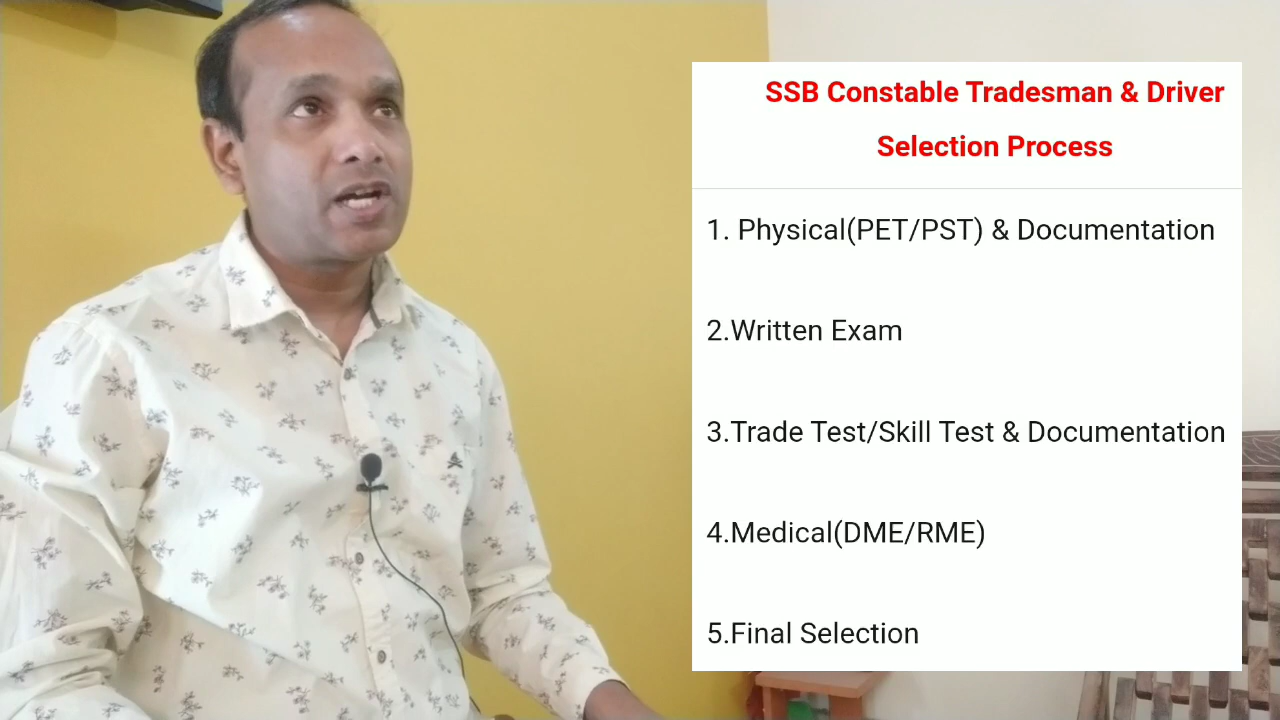 SSB Constable Tradesman & Driver
Selection Process
1. Physical(PET/PST) & Documentation
2.Written Exam
3.Trade Test/Skill Test & Documentation
4.Medical(DME/RME)
5.Final Selection